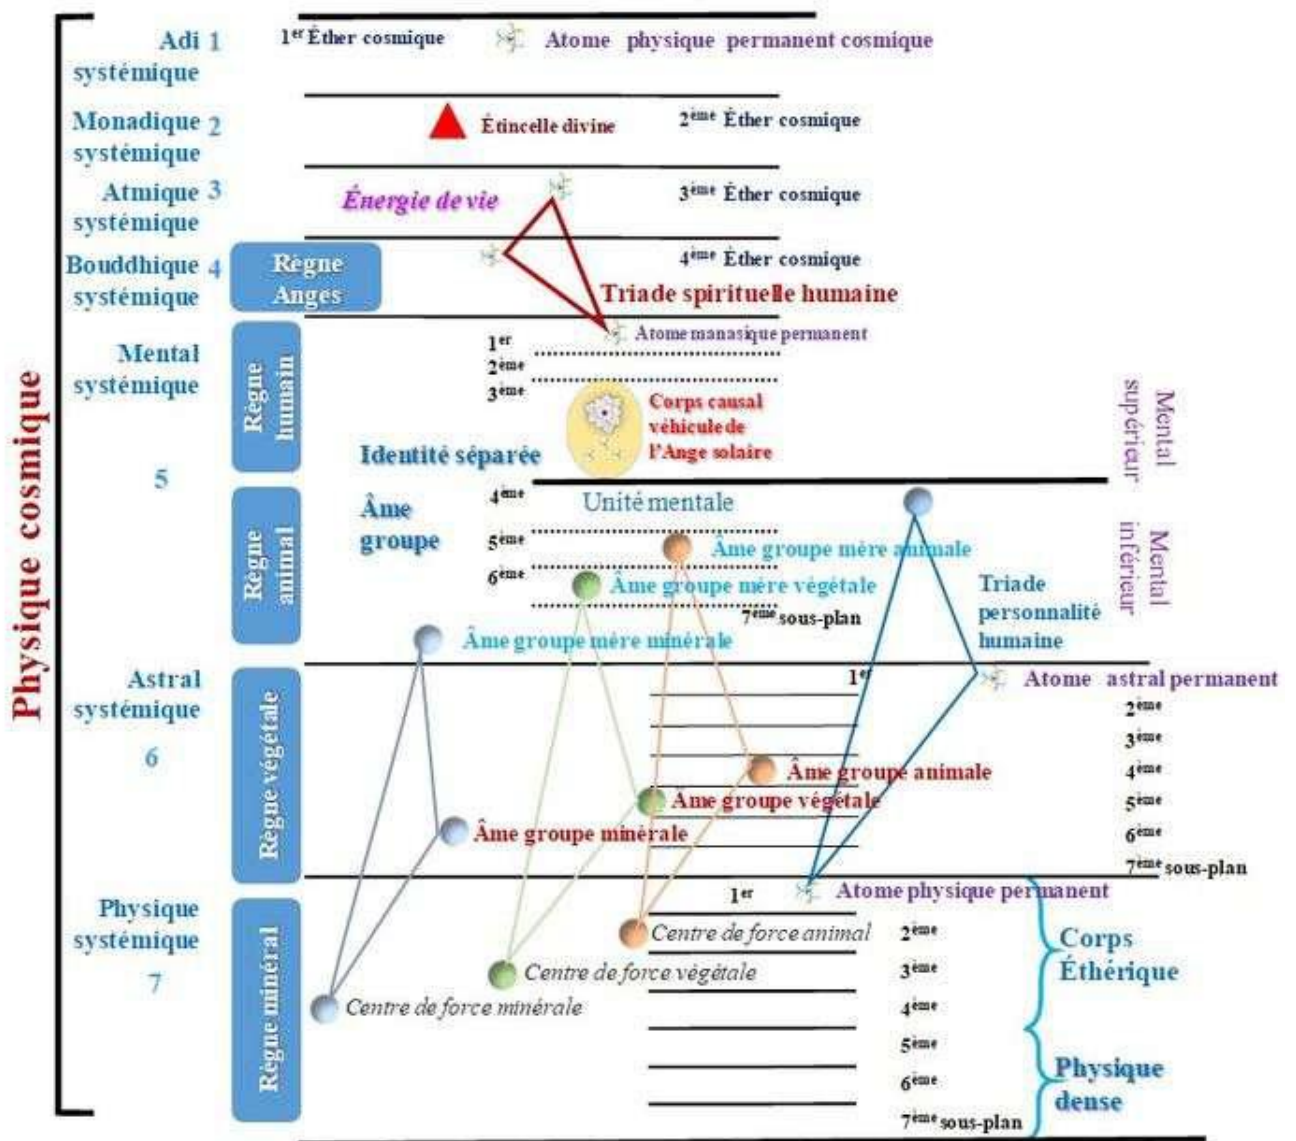 Physique cosmique
Adi 1
systémique
1er Éther cosmique
Atome physique permanent cosmique
Monadique 2
systémique
Étincelle divine
2ème Éther cosmique
Atmique 3
systémique
Énergie de vie
3ème Éther cosmique
Bouddhique 4
systémique
Règne
Anges
4ème Éther cosmique
Triade spirituelle humaine
Mental
systémique
5
Règne
humain
1er
Atome manasique permanent
2ème
3ème
Corps causal
véhicule de
l'Ange solaire
Identité séparée
Mental
supérieur
Règne
animal
Âme
groupe
4ème
Unité mentale
5ème
Âme groupe mère animale
6ème
Âme groupe mère végétale
7ème sous-plan
Âme groupe mère minérale
Triade
personnalité
humaine
Mental
inférieur
Astral
systémique
6
Règne végétale
1er
Atome astral permanent
2ème
3ème
4ème
5ème
6ème
7ème sous-plan
Âme groupe animale
Âme groupe végétale
Âme groupe minérale
Physique
systémique
7
Règne minéral
1er
Atome physique permanent
Centre de force animal
2ème
Centre de force végétale
3ème
Centre de force minérale
4ème
5ème
6ème
7ème sous-plan
Corps
Éthérique
Physique
dense